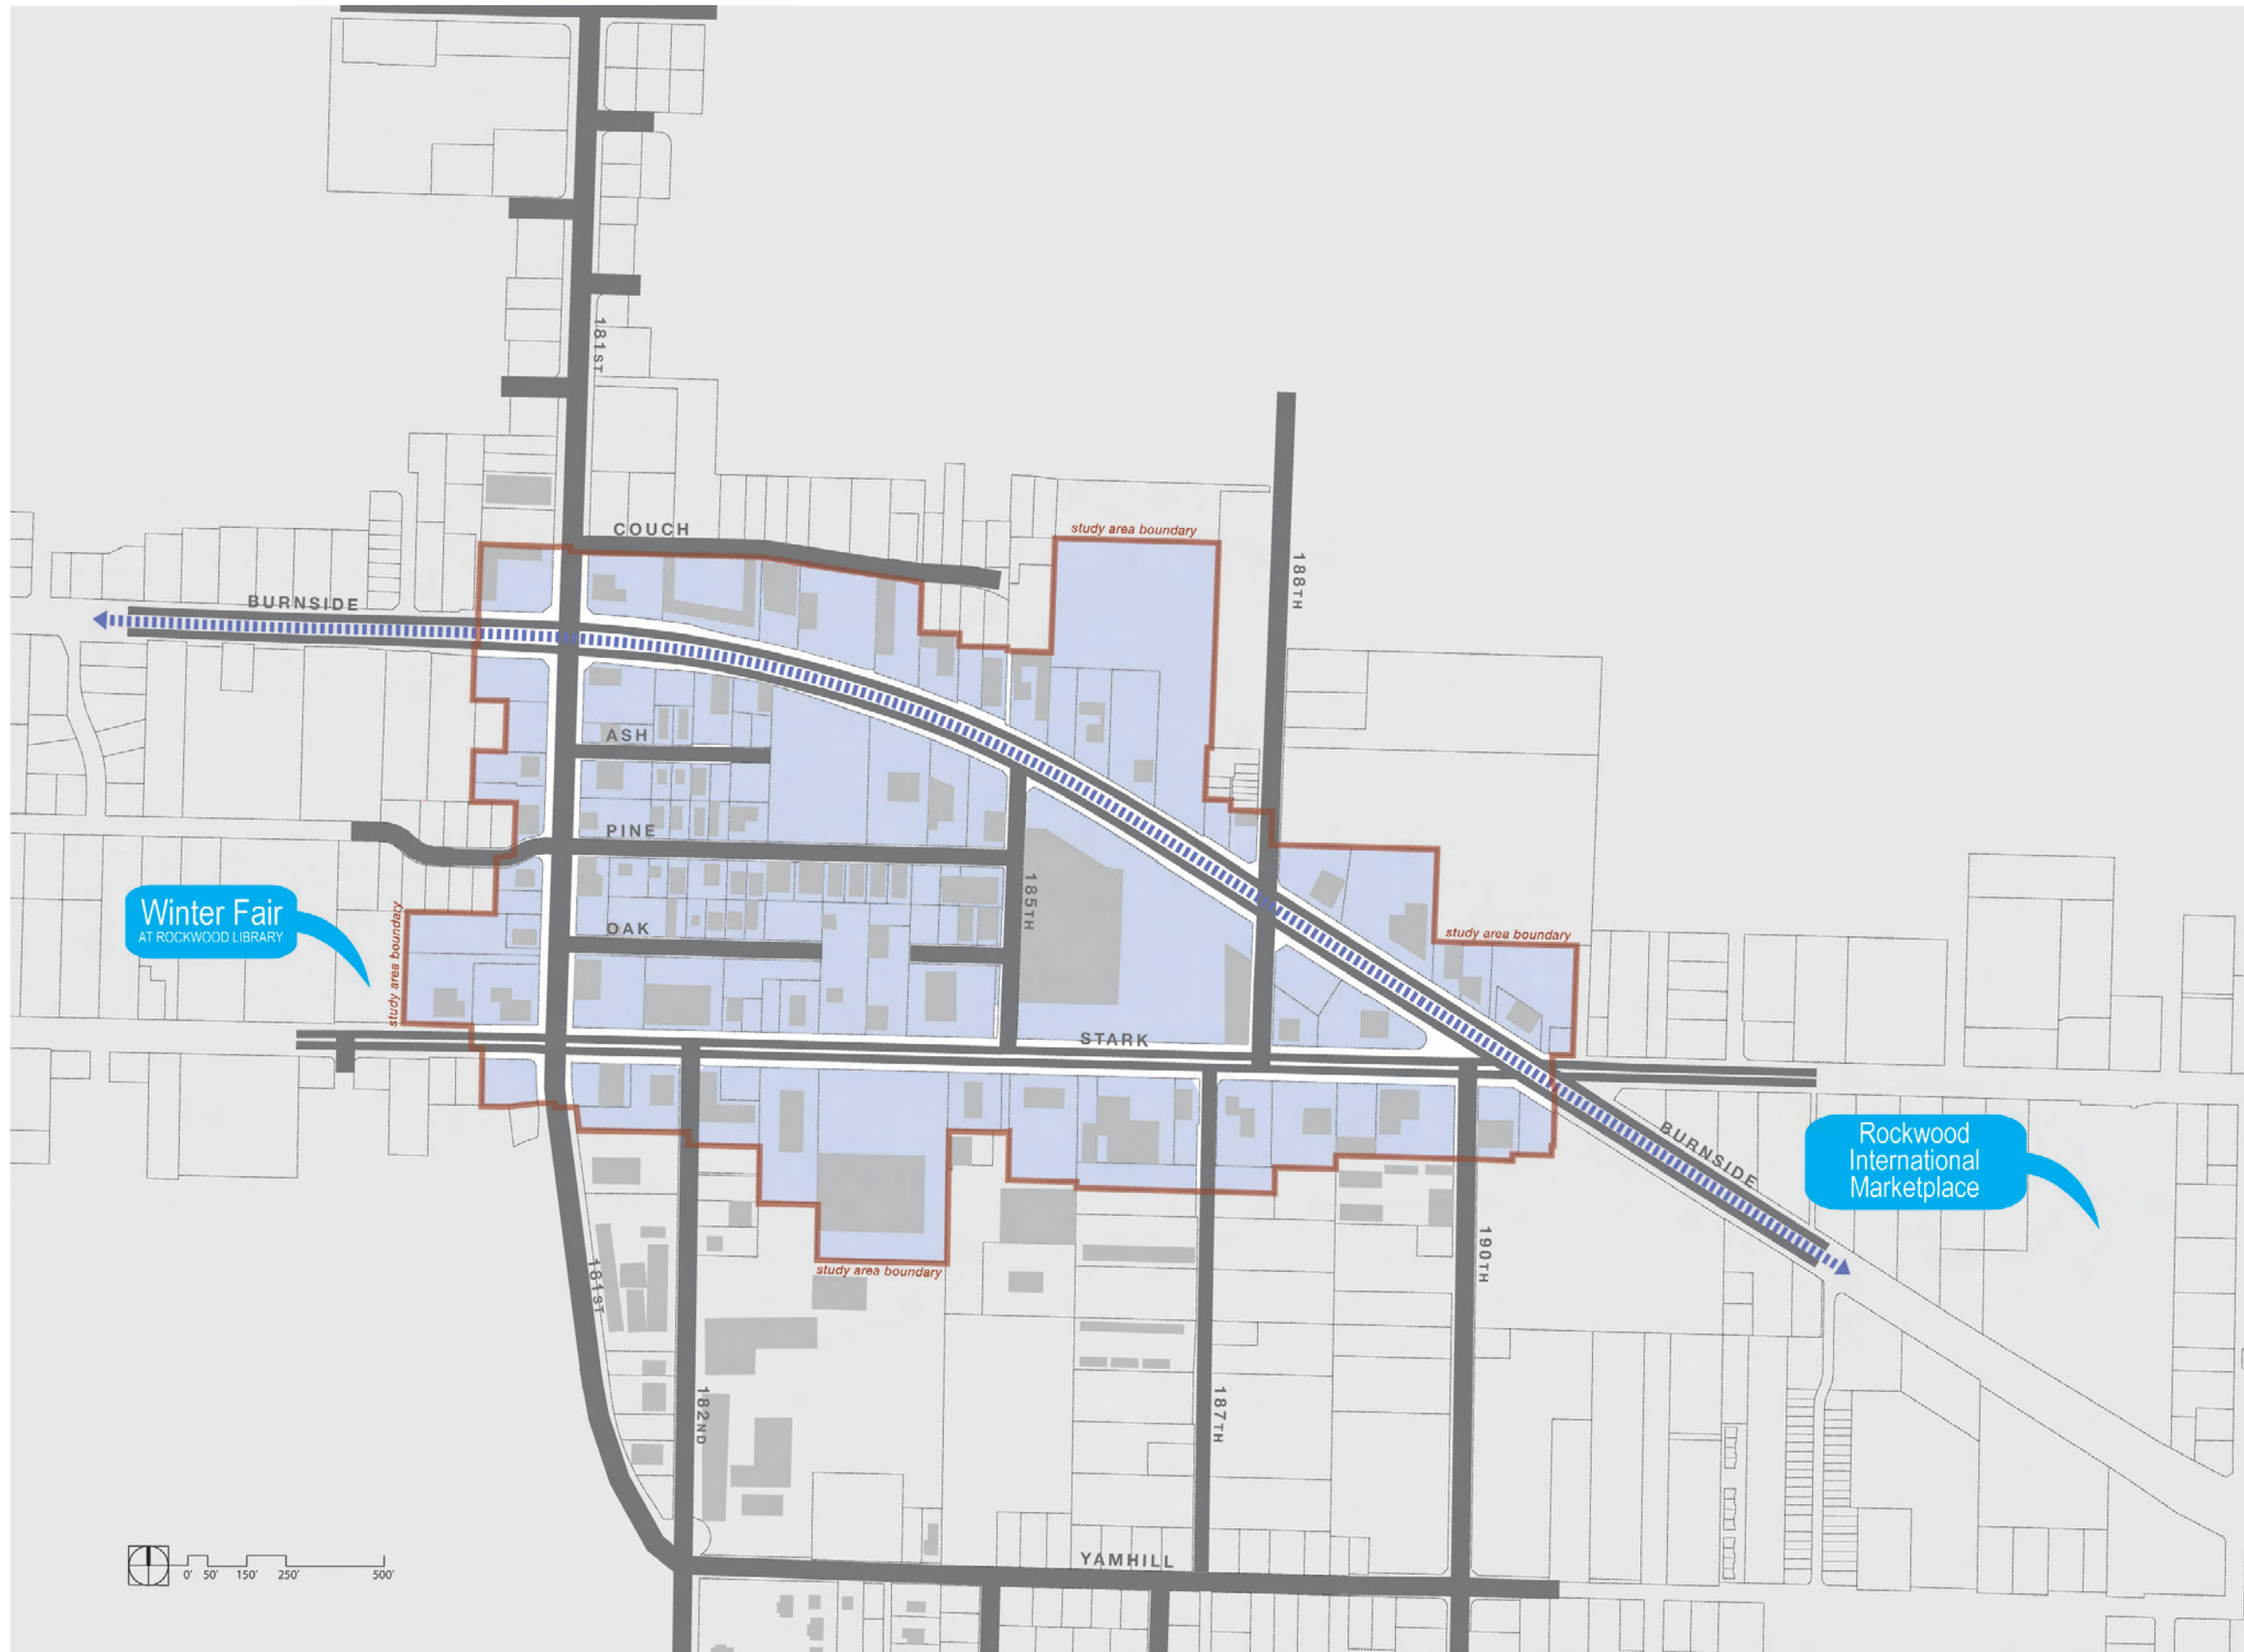 181ST
COUCH
study area boundary
188TH
BURNSIDE
ASH
PINE
185TH
Winter Fair
AT ROCKWOOD LIBRARY
study area boundary
OAK
study area boundary
STARK
Rockwood
International
Marketplace
BURNSIDE
190TH
study area boundary
181ST
182ND
187TH
YAMHILL
0' 50' 150' 250' 500'